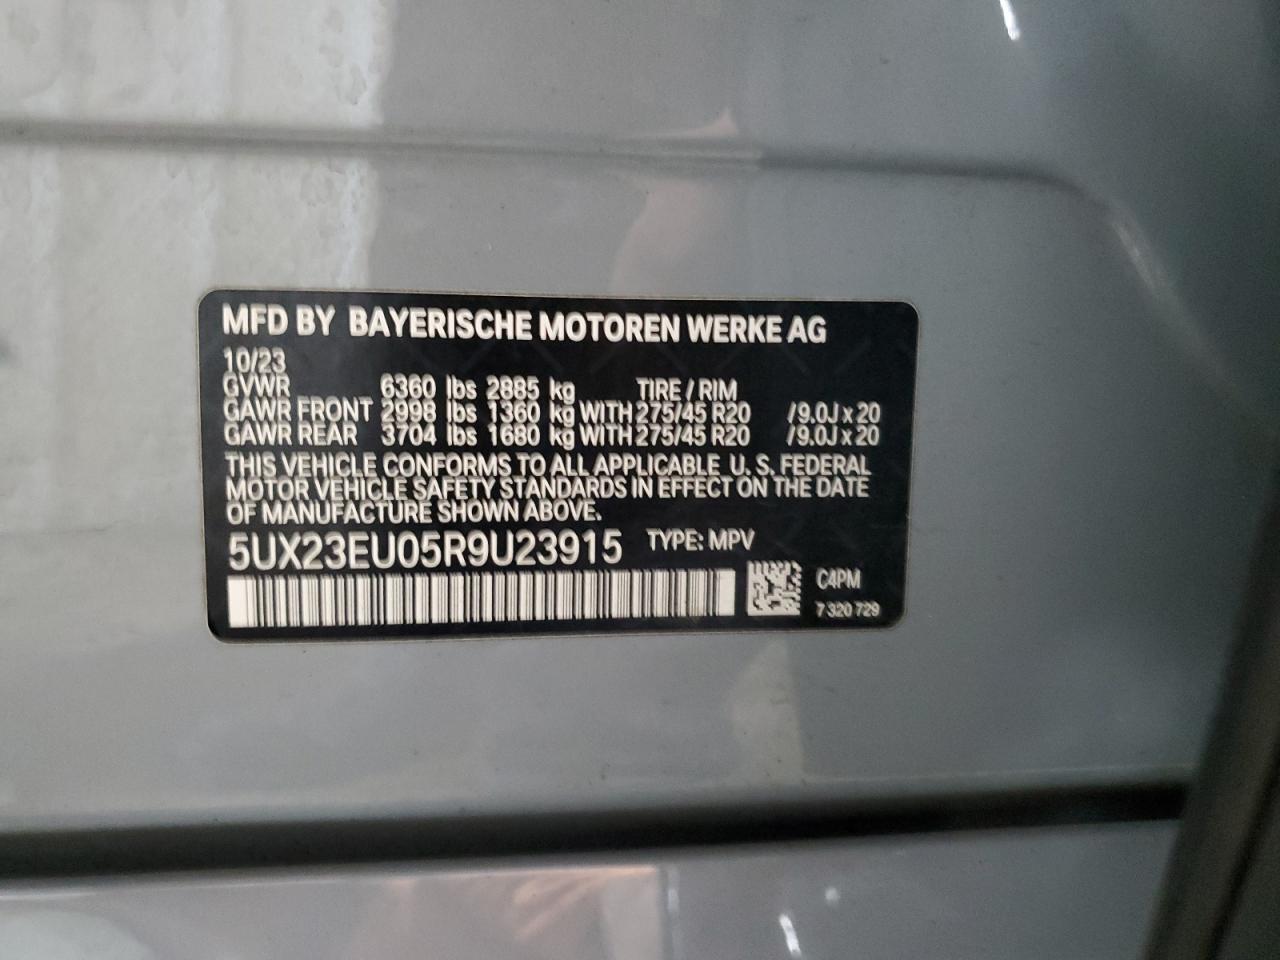 MFD BY BAYERISCHE MOTOREN WERKE AG
10/23
GVWR 6360 lbs 2885 kg TIRE / RIM
GAWR FRONT 2998 lbs 1360 kg WITH 275/45 R20 /9.0J x 20
GAWR REAR 3704 lbs 1680 kg WITH 275/45 R20 /9.0J x 20
THIS VEHICLE CONFORMS TO ALL APPLICABLE U. S. FEDERAL
MOTOR VEHICLE SAFETY STANDARDS IN EFFECT ON THE DATE
OF MANUFACTURE SHOWN ABOVE.
5UX23EU05R9U23915 TYPE: MPV
C4PM
7 320 729